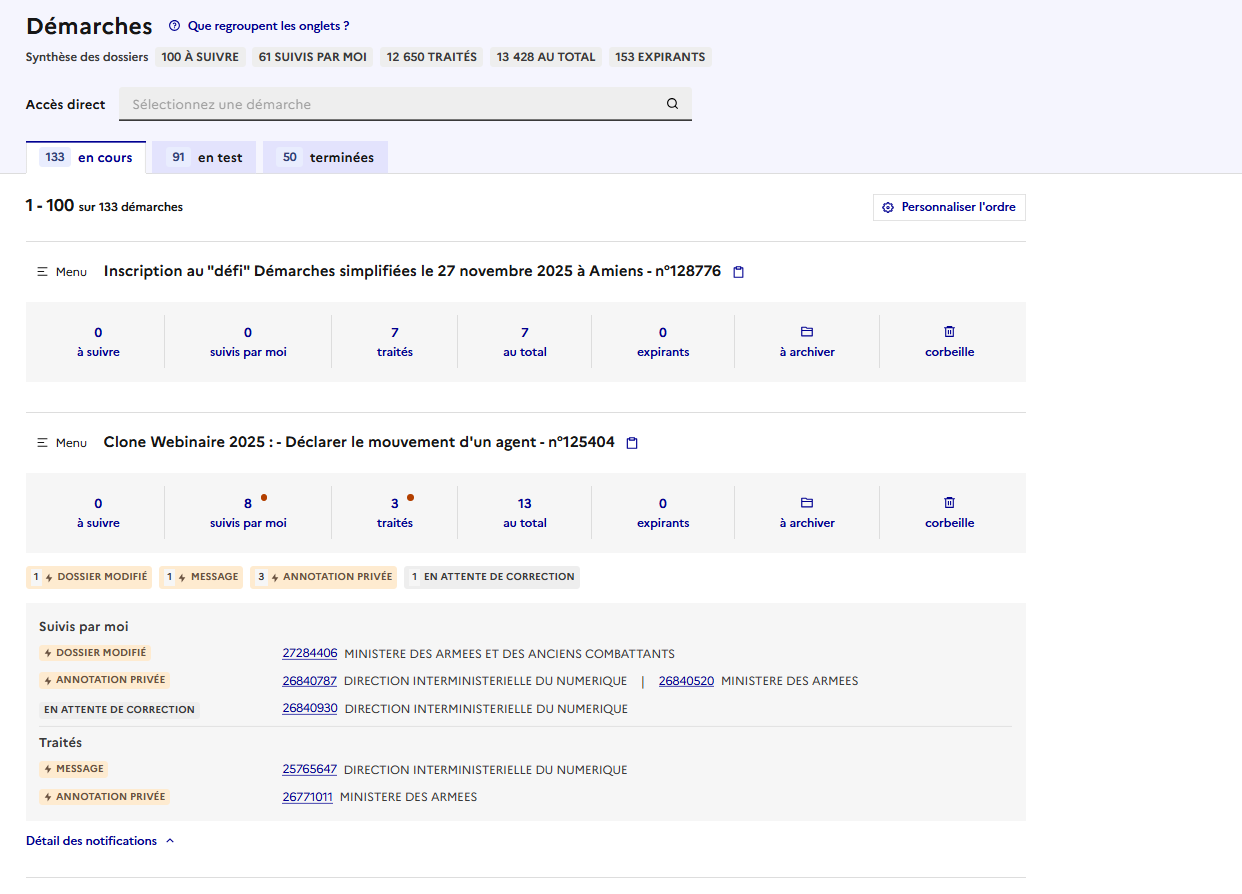 Démarches Que regroupent les onglets ?
Synthèse des dossiers 100 À SUIVRE 61 SUIVIS PAR MOI 12 650 TRAITÉS 13 428 AU TOTAL 153 EXPIRANTS
Accès direct Sélectionnez une démarche
133 en cours 91 en test 50 terminées
1 - 100 sur 133 démarches Personnaliser l'ordre
Menu Inscription au "défi" Démarches simplifiées le 27 novembre 2025 à Amiens - n°128776
0 0 7 7 0
à suivre suivis par moi traités au total expirants à archiver corbeille
Menu Clone Webinaire 2025 : - Déclarer le mouvement d'un agent - n°125404
0 8 3 13 0
à suivre suivis par moi traités au total expirants à archiver corbeille
1 DOSSIER MODIFIÉ 1 MESSAGE 3 ANNOTATION PRIVÉE 1 EN ATTENTE DE CORRECTION
Suivis par moi
DOSSIER MODIFIÉ 27284406 MINISTERE DES ARMEES ET DES ANCIENS COMBATTANTS
ANNOTATION PRIVÉE 26840787 DIRECTION INTERMINISTERIELLE DU NUMERIQUE | 26840520 MINISTERE DES ARMEES
EN ATTENTE DE CORRECTION 26840930 DIRECTION INTERMINISTERIELLE DU NUMERIQUE
Traités
MESSAGE 25765647 DIRECTION INTERMINISTERIELLE DU NUMERIQUE
ANNOTATION PRIVÉE 26771011 MINISTERE DES ARMEES
Détail des notifications